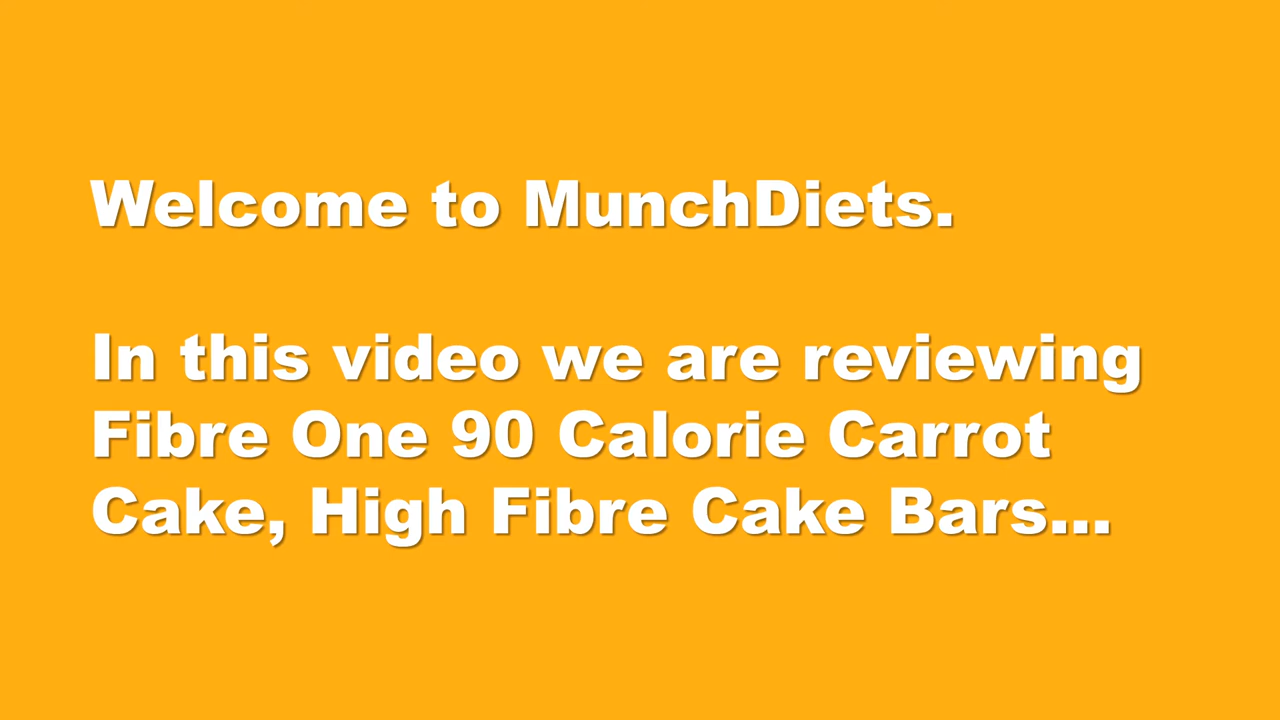 Welcome to MunchDiets.
In this video we are reviewing
Fibre One 90 Calorie Carrot
Cake, High Fibre Cake Bars...